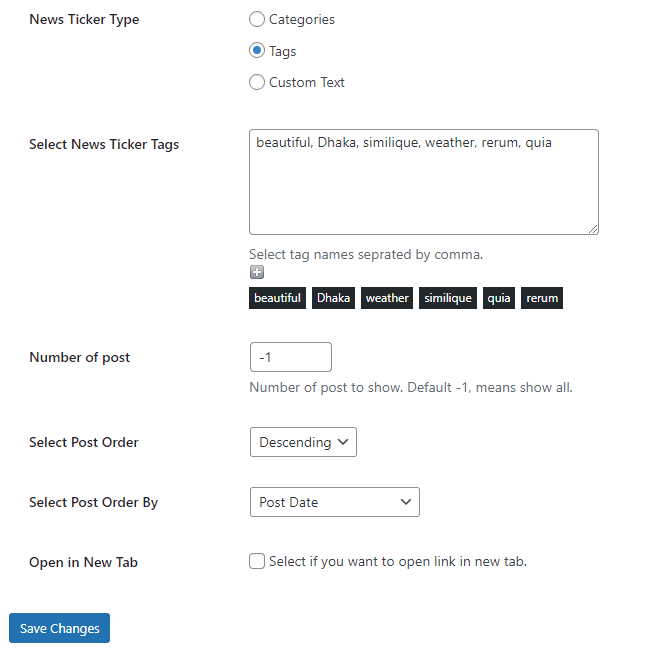 News Ticker Type
Categories
Tags
Custom Text
Select News Ticker Tags
beautiful, Dhaka, similique, weather, rerum, quia
Select tag names seprated by comma.
beautiful Dhaka weather similique quia rerum
Number of post
-1
Number of post to show. Default -1, means show all.
Select Post Order
Descending
Select Post Order By
Post Date
Open in New Tab
Select if you want to open link in new tab.
Save Changes